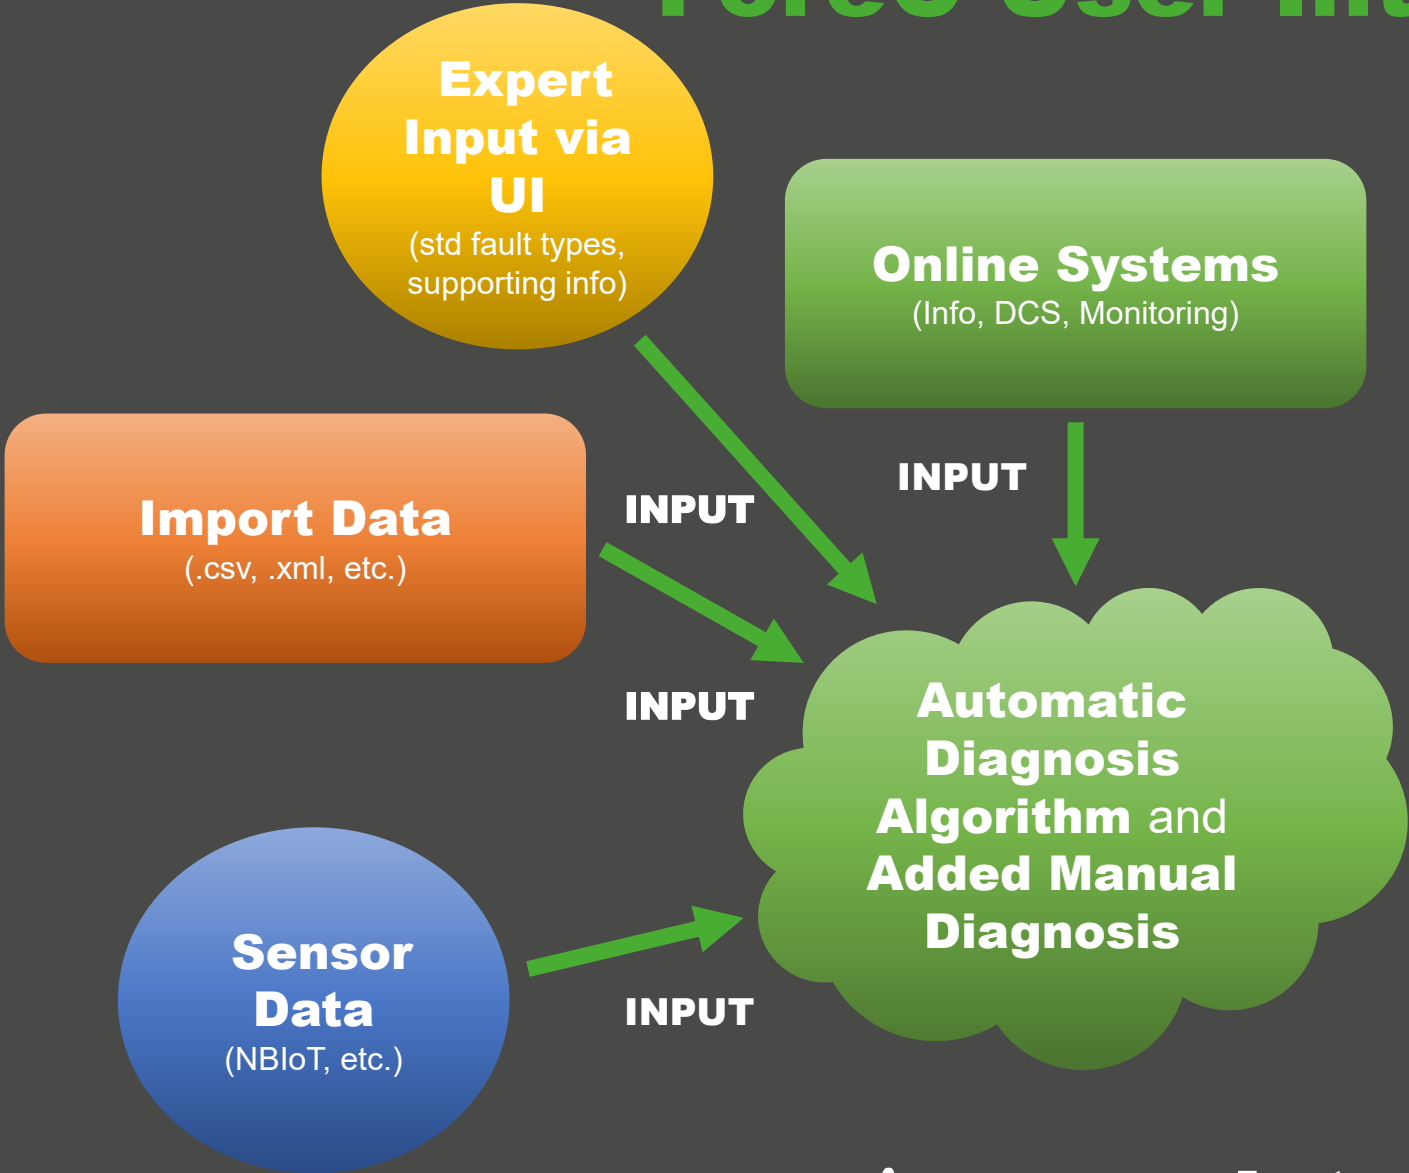 Expert
Input via
UI
(std fault types,
supporting info)
Online Systems
(Info, DCS, Monitoring)
INPUT
Import Data
(.csv, .xml, etc.)
INPUT
INPUT
Automatic
Diagnosis
Algorithm and
Added Manual
Diagnosis
Sensor
Data
(NBIoT, etc.)
INPUT